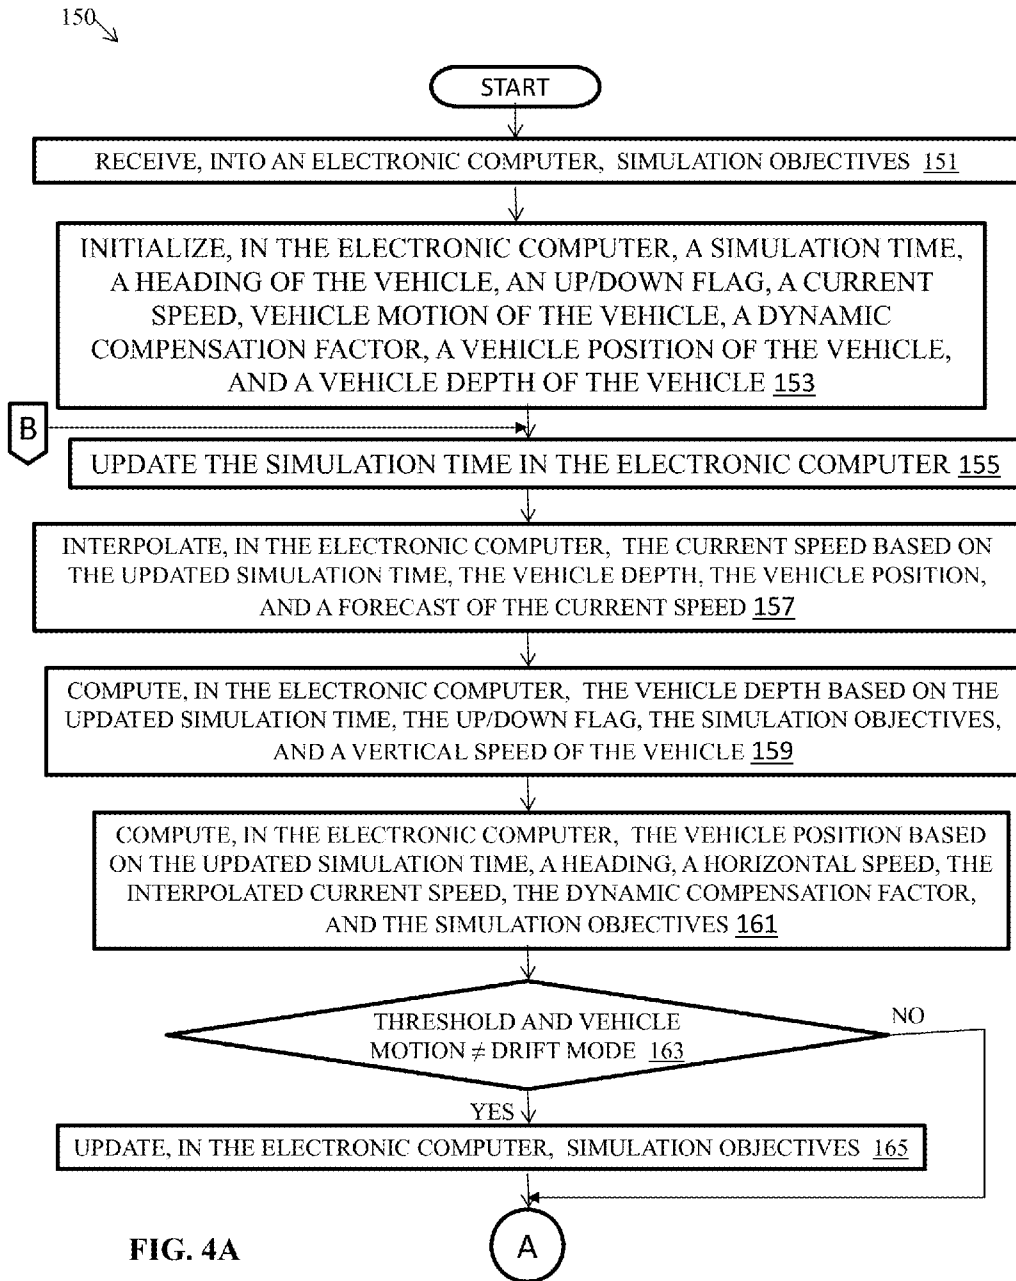 150
START
RECEIVE, INTO AN ELECTRONIC COMPUTER, SIMULATION OBJECTIVES 151
INITIALIZE, IN THE ELECTRONIC COMPUTER, A SIMULATION TIME,
A HEADING OF THE VEHICLE, AN UP/DOWN FLAG, A CURRENT
SPEED, VEHICLE MOTION OF THE VEHICLE, A DYNAMIC
COMPENSATION FACTOR, A VEHICLE POSITION OF THE VEHICLE,
AND A VEHICLE DEPTH OF THE VEHICLE 153
B
UPDATE THE SIMULATION TIME IN THE ELECTRONIC COMPUTER 155
INTERPOLATE, IN THE ELECTRONIC COMPUTER, THE CURRENT SPEED BASED ON
THE UPDATED SIMULATION TIME, THE VEHICLE DEPTH, THE VEHICLE POSITION,
AND A FORECAST OF THE CURRENT SPEED 157
COMPUTE, IN THE ELECTRONIC COMPUTER, THE VEHICLE DEPTH BASED ON THE
UPDATED SIMULATION TIME, THE UP/DOWN FLAG, THE SIMULATION OBJECTIVES,
AND A VERTICAL SPEED OF THE VEHICLE 159
COMPUTE, IN THE ELECTRONIC COMPUTER, THE VEHICLE POSITION BASED
ON THE UPDATED SIMULATION TIME, A HEADING, A HORIZONTAL SPEED, THE
INTERPOLATED CURRENT SPEED, THE DYNAMIC COMPENSATION FACTOR,
AND THE SIMULATION OBJECTIVES 161
THRESHOLD AND VEHICLE
MOTION ≠ DRIFT MODE 163
NO
YES
UPDATE, IN THE ELECTRONIC COMPUTER, SIMULATION OBJECTIVES 165
A
FIG. 4A